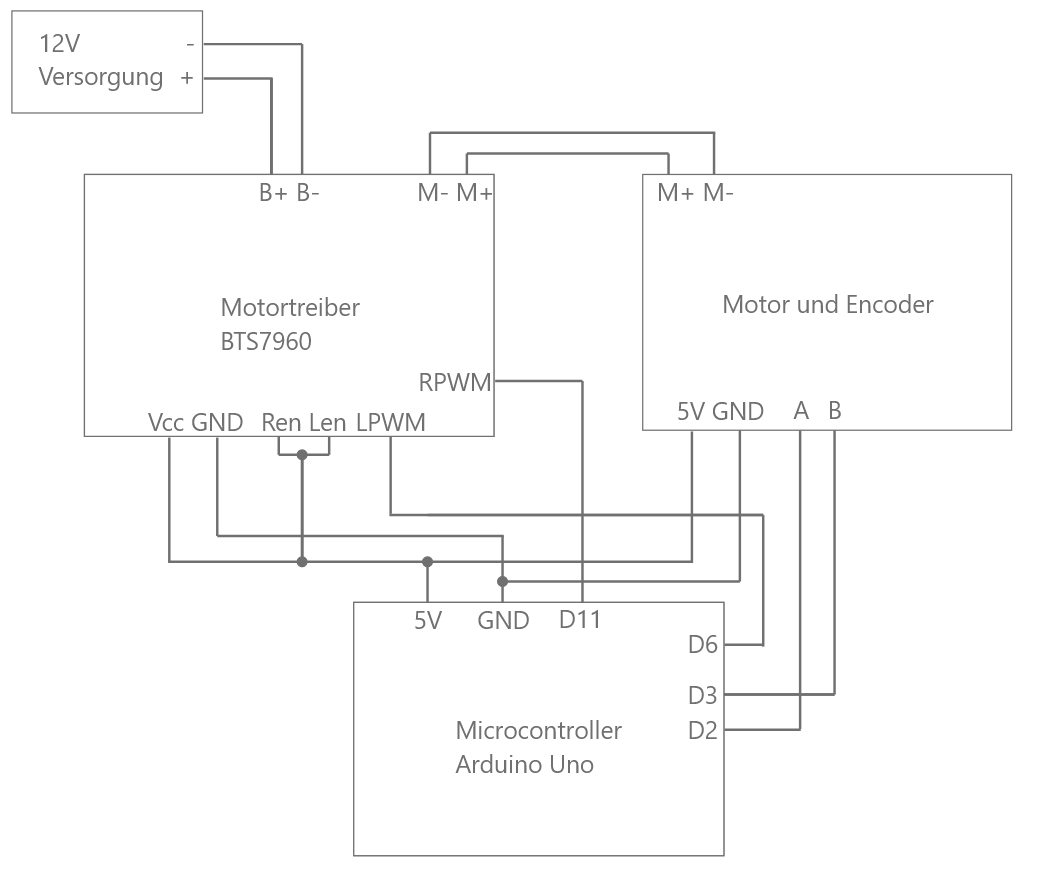 12V -
Versorgung +
B+ B- M- M+
M+ M-
Motortreiber
BTS7960
Motor und Encoder
RPWM
Vcc GND Ren Len LPWM
5V GND A B
5V GND D11
D6
D3
D2
Microcontroller
Arduino Uno